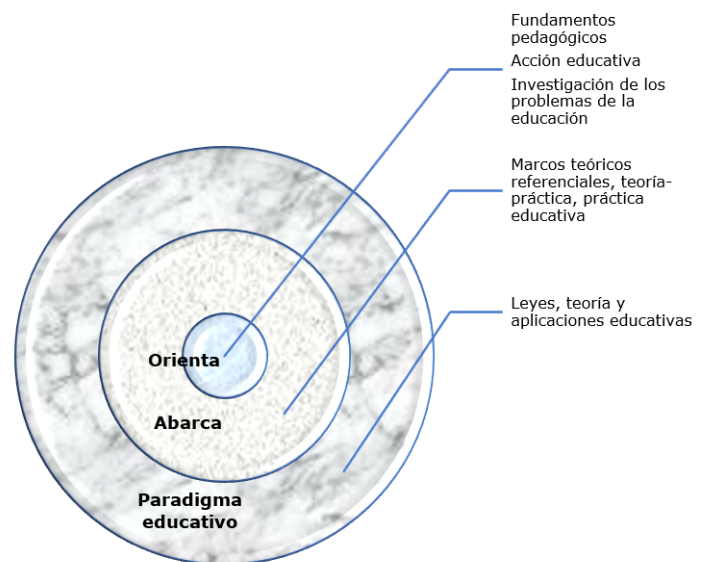 Fundamentos
pedagógicos
Acción educativa
Investigación de los
problemas de la
educación
Marcos teóricos
referenciales, teoría-
práctica, práctica
educativa
Leyes, teoría y
aplicaciones educativas
Orienta
Abarca
Paradigma
educativo